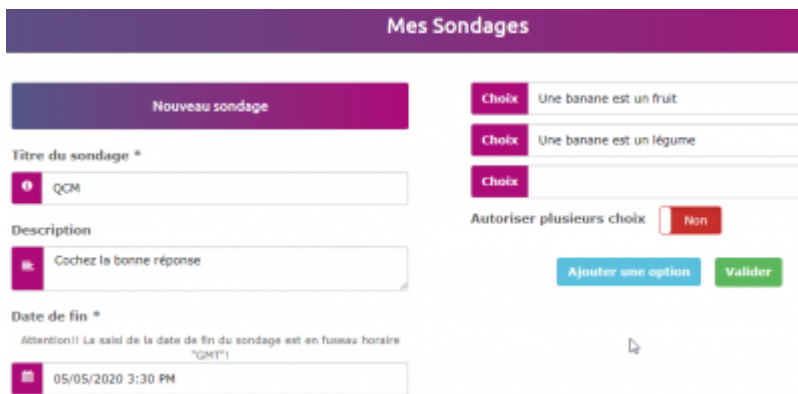 Mes Sondages
Nouveau sondage
Titre du sondage *
QCM
Description
Cochez la bonne réponse
Date de fin *
Attention!! La saisi de la date de fin du sondage est en fuseau horaire
"GMT"!
05/05/2020 3:30 PM
Choix Une banane est un fruit
Choix Une banane est un légume
Choix
Autoriser plusieurs choix Non
Ajouter une option Valider